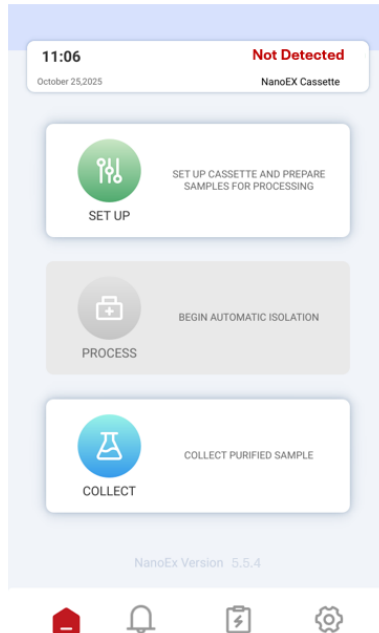 11:06
Not Detected
October 25,2025
NanoEX Cassette
SET UP CASSETTE AND PREPARE
SAMPLES FOR PROCESSING
SET UP
BEGIN AUTOMATIC ISOLATION
PROCESS
COLLECT PURIFIED SAMPLE
COLLECT
NanoEx Version 5.5.4